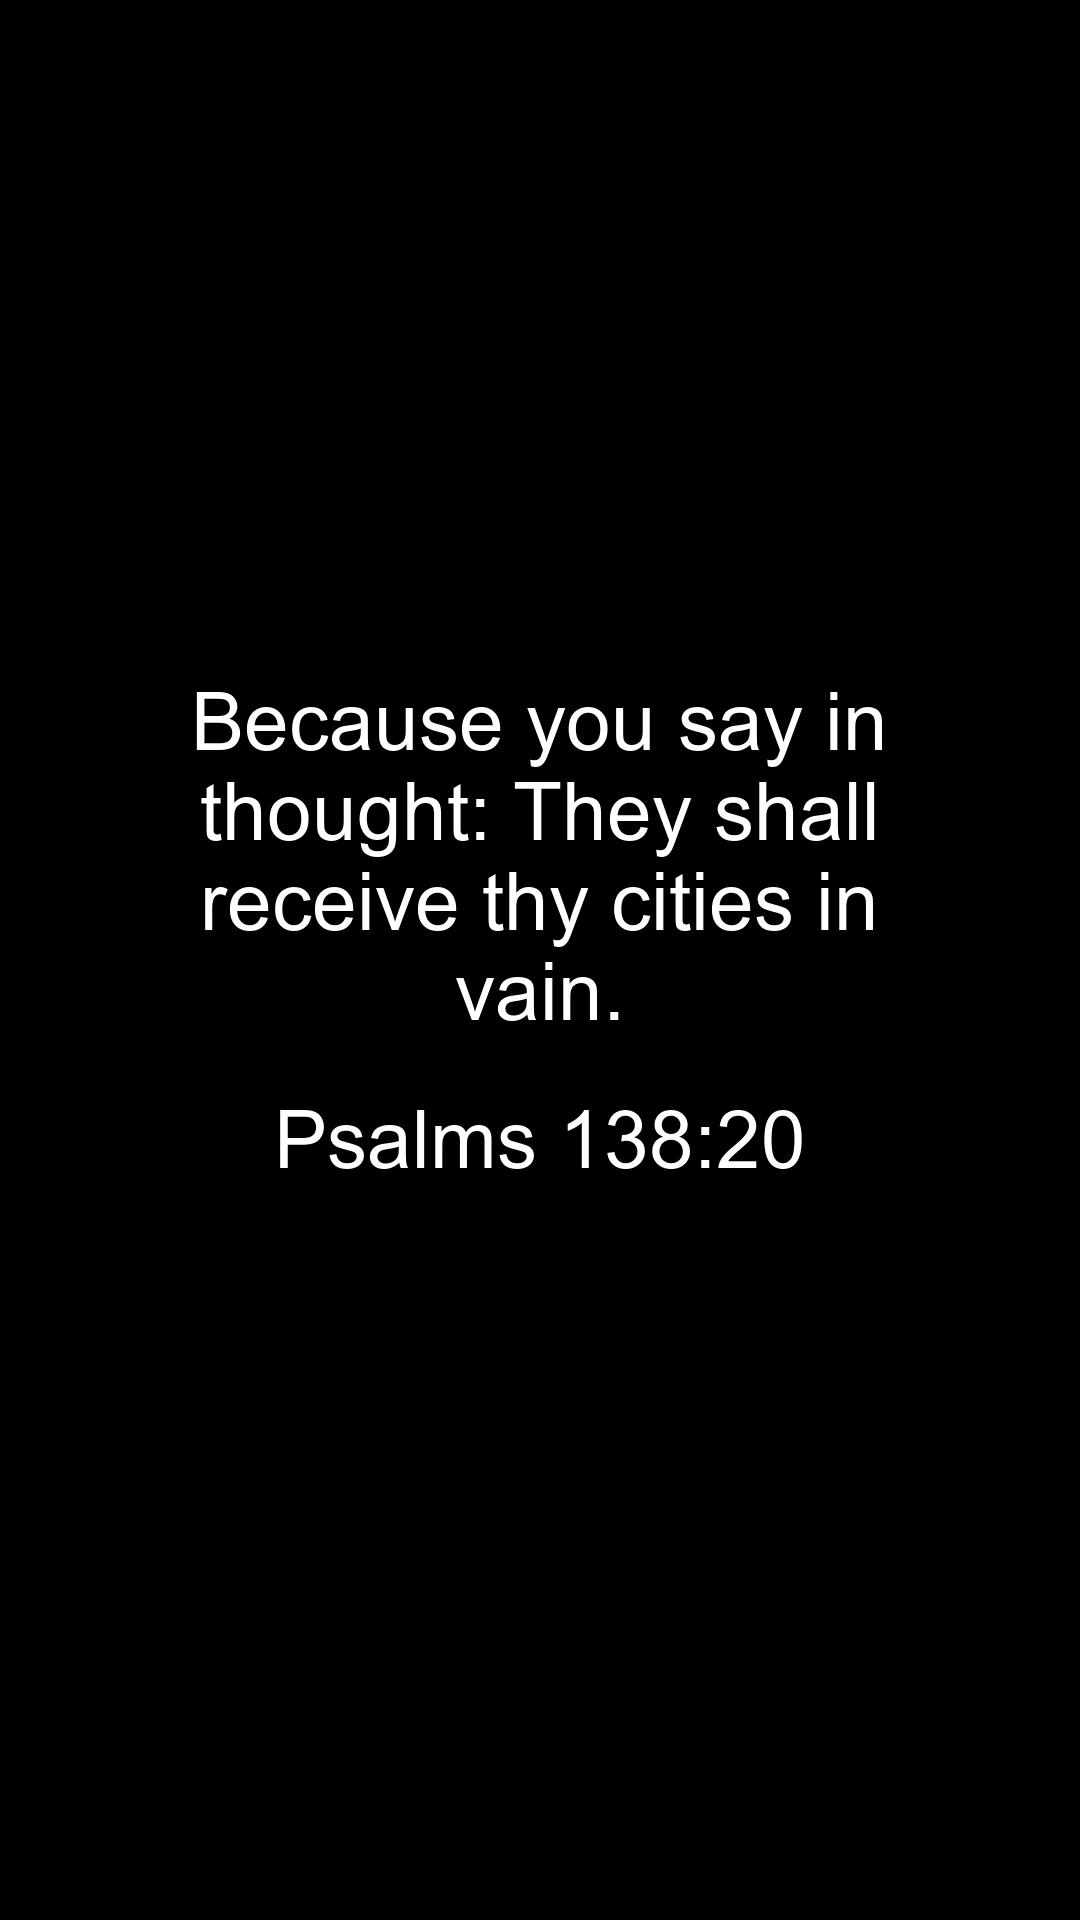 Because you say in
thought: They shall
receive thy cities in
vain.
Psalms 138:20